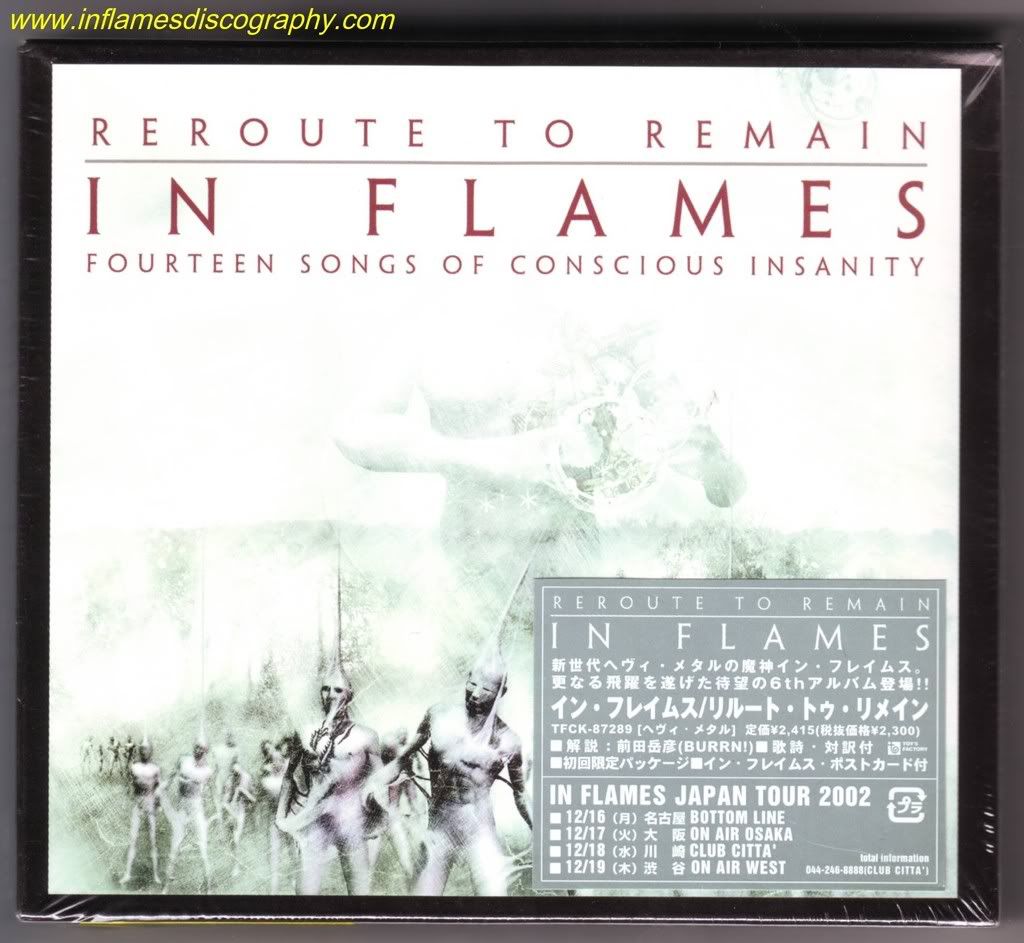 www.inflamesdiscography.com
REROUTE TO REMAIN
IN FLAMES
FOURTEEN SONGS OF CONSCIOUS INSANITY
REROUTE TO REMAIN
IN FLAMES
新世代ヘヴィ・メタルの魔神イン・フレイムス。
更なる飛躍を遂げた待望の6thアルバム登場!!
イン・フレイムス/リルート・トゥ・リメイン
TFCK-87289 [ヘヴィ・メタル] 定価¥2,415(税抜価格¥2,300)
■解説：前田岳彦(BURRN!)■歌詩・対訳付 TOY'S FACTORY
■初回限定パッケージ■イン・フレイムス・ポストカード付
IN FLAMES JAPAN TOUR 2002 プラ
■ 12/16 (月) 名古屋 BOTTOM LINE
■ 12/17 (火) 大 阪 ON AIR OSAKA
■ 12/18 (水) 川 崎 CLUB CITTA'
■ 12/19 (木) 渋 谷 ON AIR WEST
total information
044-246-8888(CLUB CITTA')